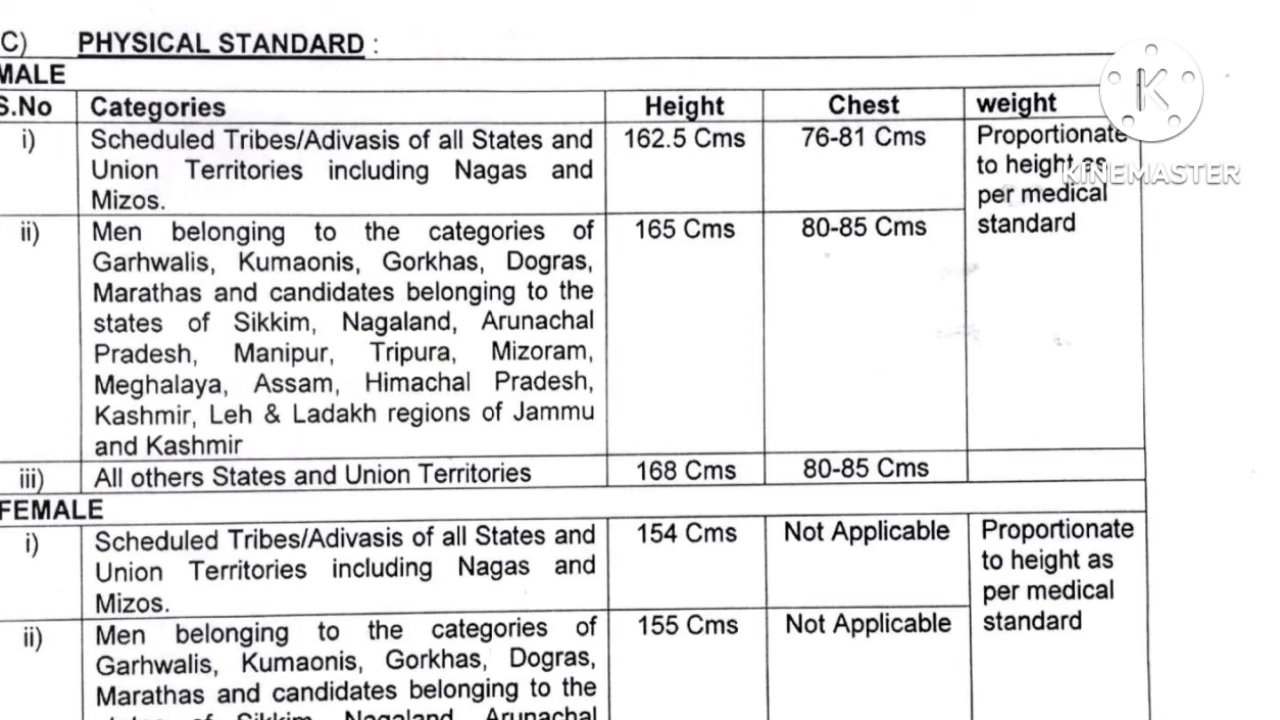 C) PHYSICAL STANDARD :
MALE
S.No Categories Height Chest weight
i) Scheduled Tribes/Adivasis of all States and 162.5 Cms 76-81 Cms Proportionate
Union Territories including Nagas and to height as
Mizos. per medical
ii) Men belonging to the categories of 165 Cms 80-85 Cms standard
Garhwalis, Kumaonis, Gorkhas, Dogras,
Marathas and candidates belonging to the
states of Sikkim, Nagaland, Arunachal
Pradesh, Manipur, Tripura, Mizoram,
Meghalaya, Assam, Himachal Pradesh,
Kashmir, Leh & Ladakh regions of Jammu
and Kashmir
iii) All others States and Union Territories 168 Cms 80-85 Cms
FEMALE
i) Scheduled Tribes/Adivasis of all States and 154 Cms Not Applicable Proportionate
Union Territories including Nagas and to height as
Mizos. per medical
ii) Men belonging to the categories of 155 Cms Not Applicable standard
Garhwalis, Kumaonis, Gorkhas, Dogras,
Marathas and candidates belonging to the
of Sikkim, Nagaland, Arunachal
K
KINEMASTER